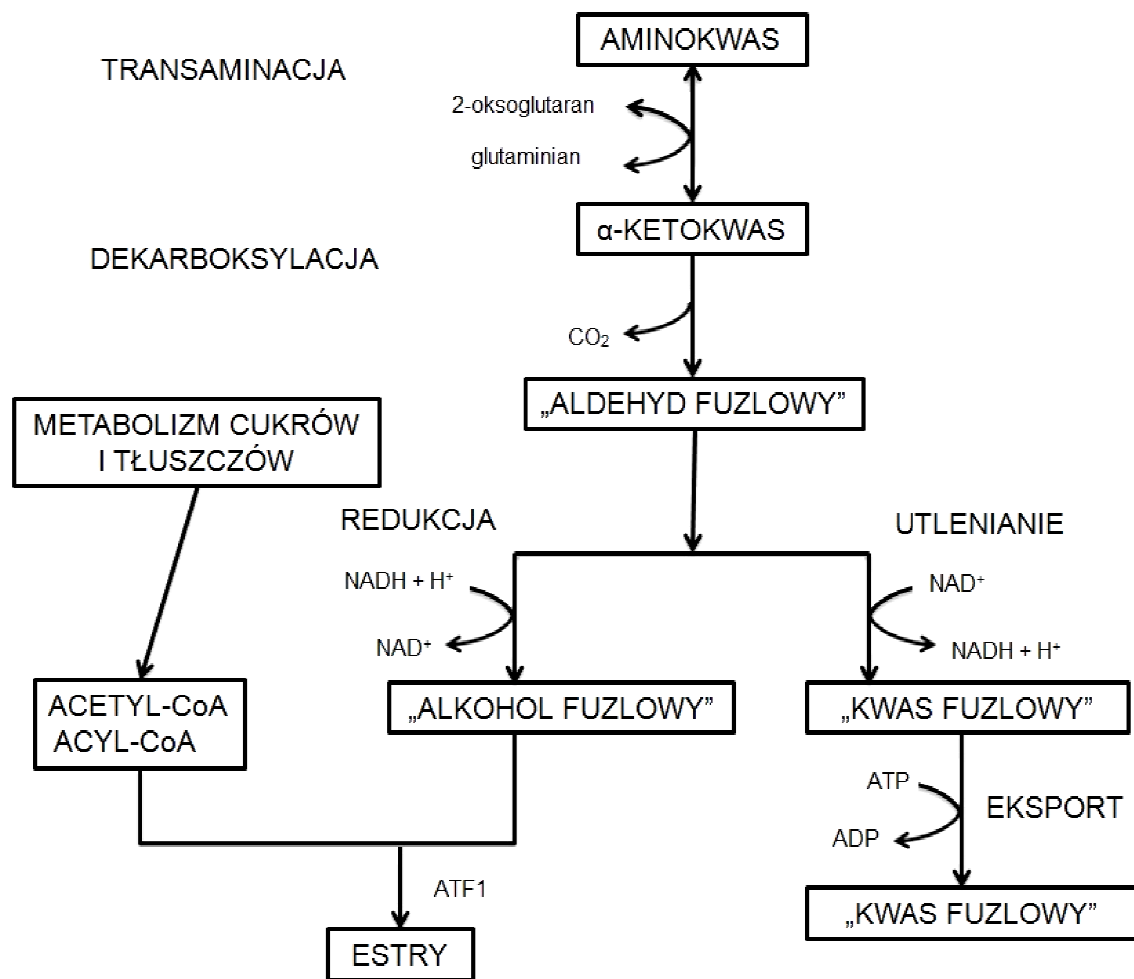 AMINOKWAS
TRANSAMINACJA
2-oksoglutaran
glutaminian
α-KETOKWAS
DEKARBOKSYLACJA
CO₂
„ALDEHYD FUZLOWY”
METABOLIZM CUKRÓW
I TŁUSZCZÓW
REDUKCJA
UTLENIANIE
NADH + H⁺
NAD⁺
NAD⁺
NADH + H⁺
ACETYL-CoA
ACYL-CoA
„ALKOHOL FUZLOWY”
„KWAS FUZLOWY”
ATP
EKSPORT
ADP
ATF1
ESTRY
„KWAS FUZLOWY”